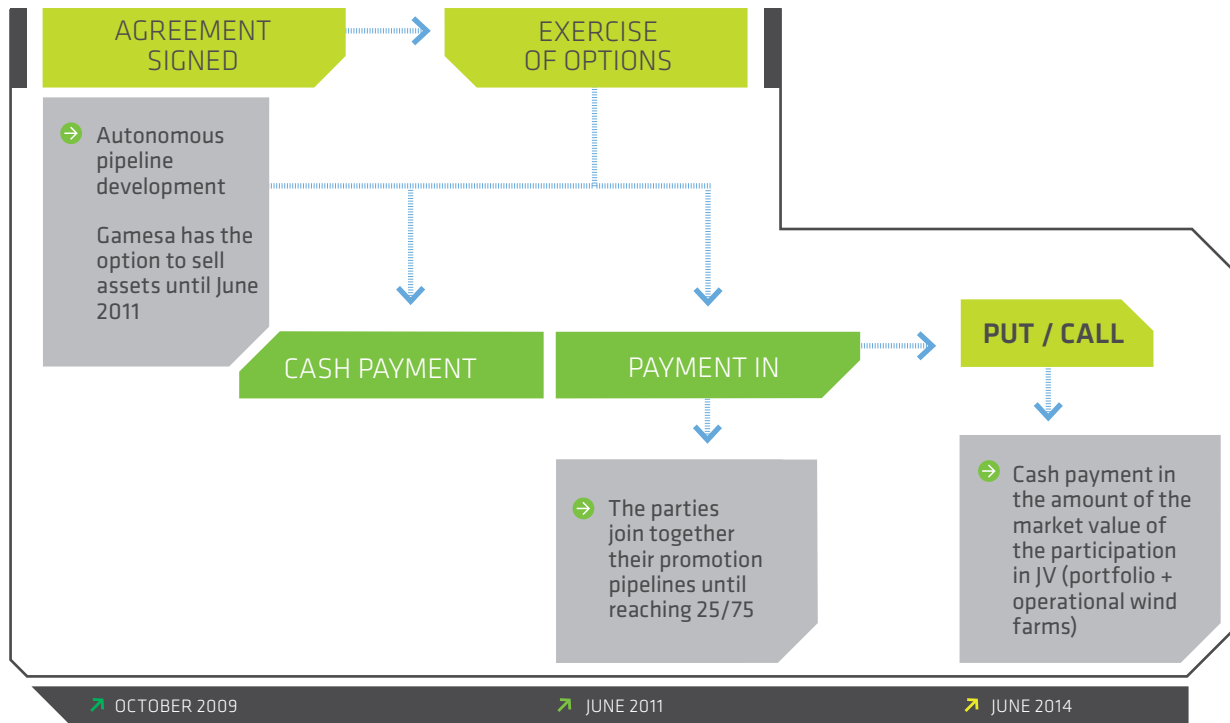 AGREEMENT
SIGNED
EXERCISE
OF OPTIONS
Autonomous
pipeline
development
Gamesa has the
option to sell
assets until June
2011
CASH PAYMENT
PAYMENT IN
PUT / CALL
The parties
join together
their promotion
pipelines until
reaching 25/75
Cash payment in
the amount of the
market value of
the participation
in JV (portfolio +
operational wind
farms)
OCTOBER 2009
JUNE 2011
JUNE 2014